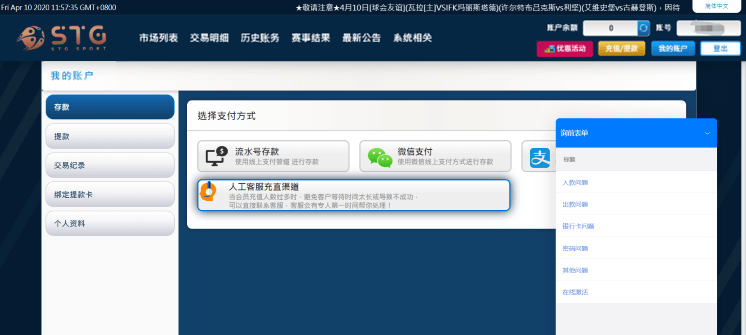 Fri Apr 10 2020 11:57:35 GMT+0800
★敬请注意★4月10日[球会友谊](瓦拉[主]VSIFK玛丽斯塔德)(许尔特布吕克斯vs利堡)(艾维史堡vs古赫登斯)，因待
简体中文
STG
STG SPORT
市场列表 交易明细 历史账务 赛事结果 最新公告 系统相关
账户余额 0 账号
优惠活动 充值/提款 我的账户 登出
我的账户
存款
提款
交易纪录
绑定提款卡
个人资料
选择支付方式
流水号存款
使用线上支付管道 进行存款
微信支付
使用微信线上支付方式进行存款
支
人工客服充直渠道
当会员充值人数过多时，避免客户等待时间太长或导致不成功，
可以直接联系客服，客服会有专人第一时间帮你处理！
询前表单
标题
入款问题
出款问题
银行卡问题
密码问题
其他问题
在线激活